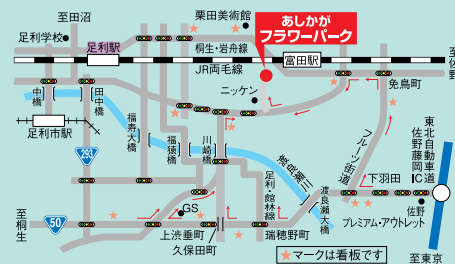 至田沼
足利学校
足利駅
栗田美術館
桐生・岩舟線
JR両毛線
あしかが
フラワーパーク
富田駅
至佐野
免鳥町
ニッケン
中橋
田中橋
足利市駅
福寿大橋
福猿橋
川崎橋
渡良瀬川
フルーツ街道
東北自動車道
佐野藤岡IC
293
足利・館林線
渡良瀬大橋
下羽田
佐野
プレミアム・アウトレット
50
至桐生
GS
上渋垂町
久保田町
瑞穂野町
★マークは看板です
至東京